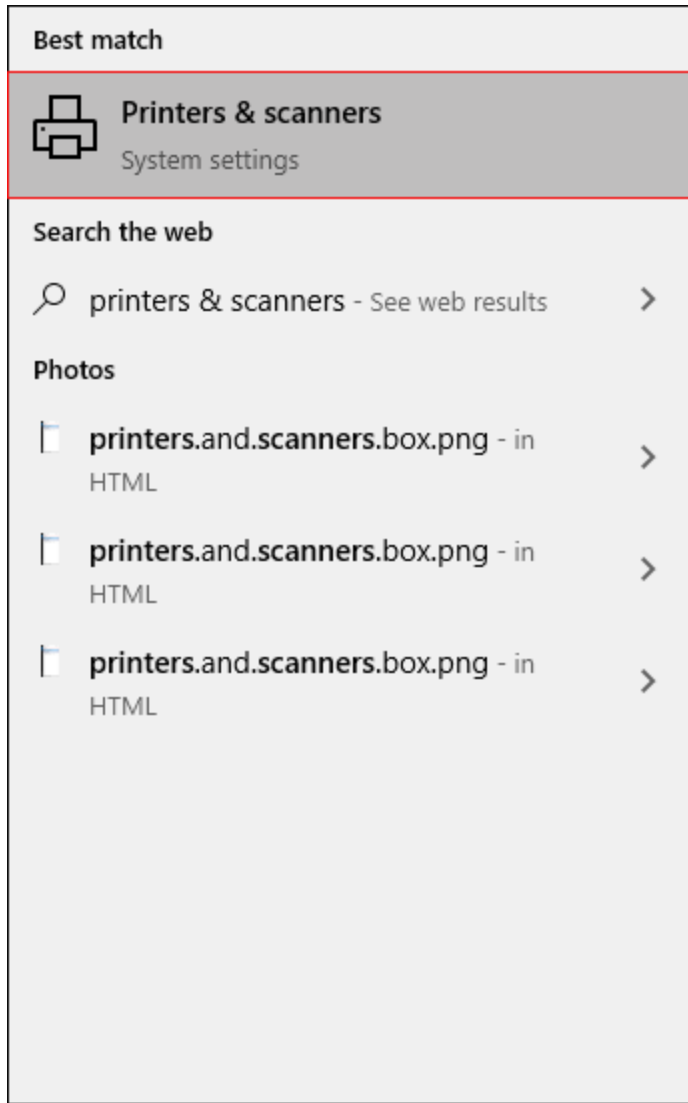 Best match
Printers & scanners
System settings
Search the web
printers & scanners - See web results
Photos
printers.and.scanners.box.png - in
HTML
printers.and.scanners.box.png - in
HTML
printers.and.scanners.box.png - in
HTML